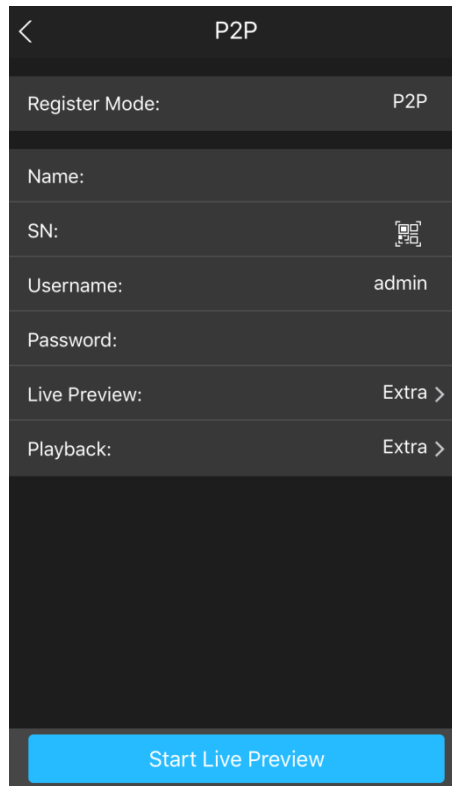 P2P
Register Mode: P2P
Name:
SN:
Username: admin
Password:
Live Preview: Extra
Playback: Extra
Start Live Preview